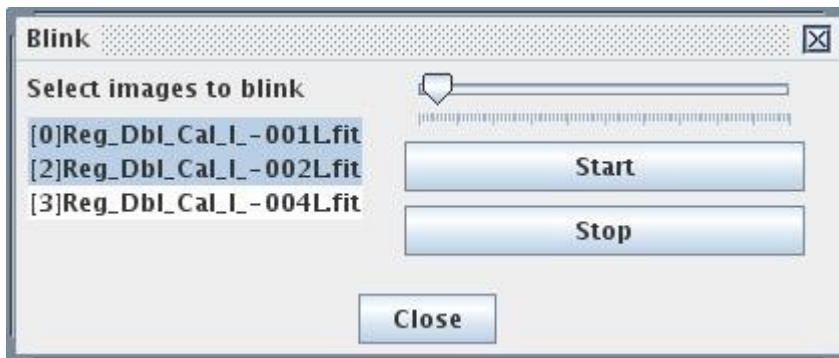 Blink
Select images to blink
[0]Reg_Dbl_Cal_I_-001L.fit
[2]Reg_Dbl_Cal_I_-002L.fit
[3]Reg_Dbl_Cal_I_-004L.fit
Start
Stop
Close